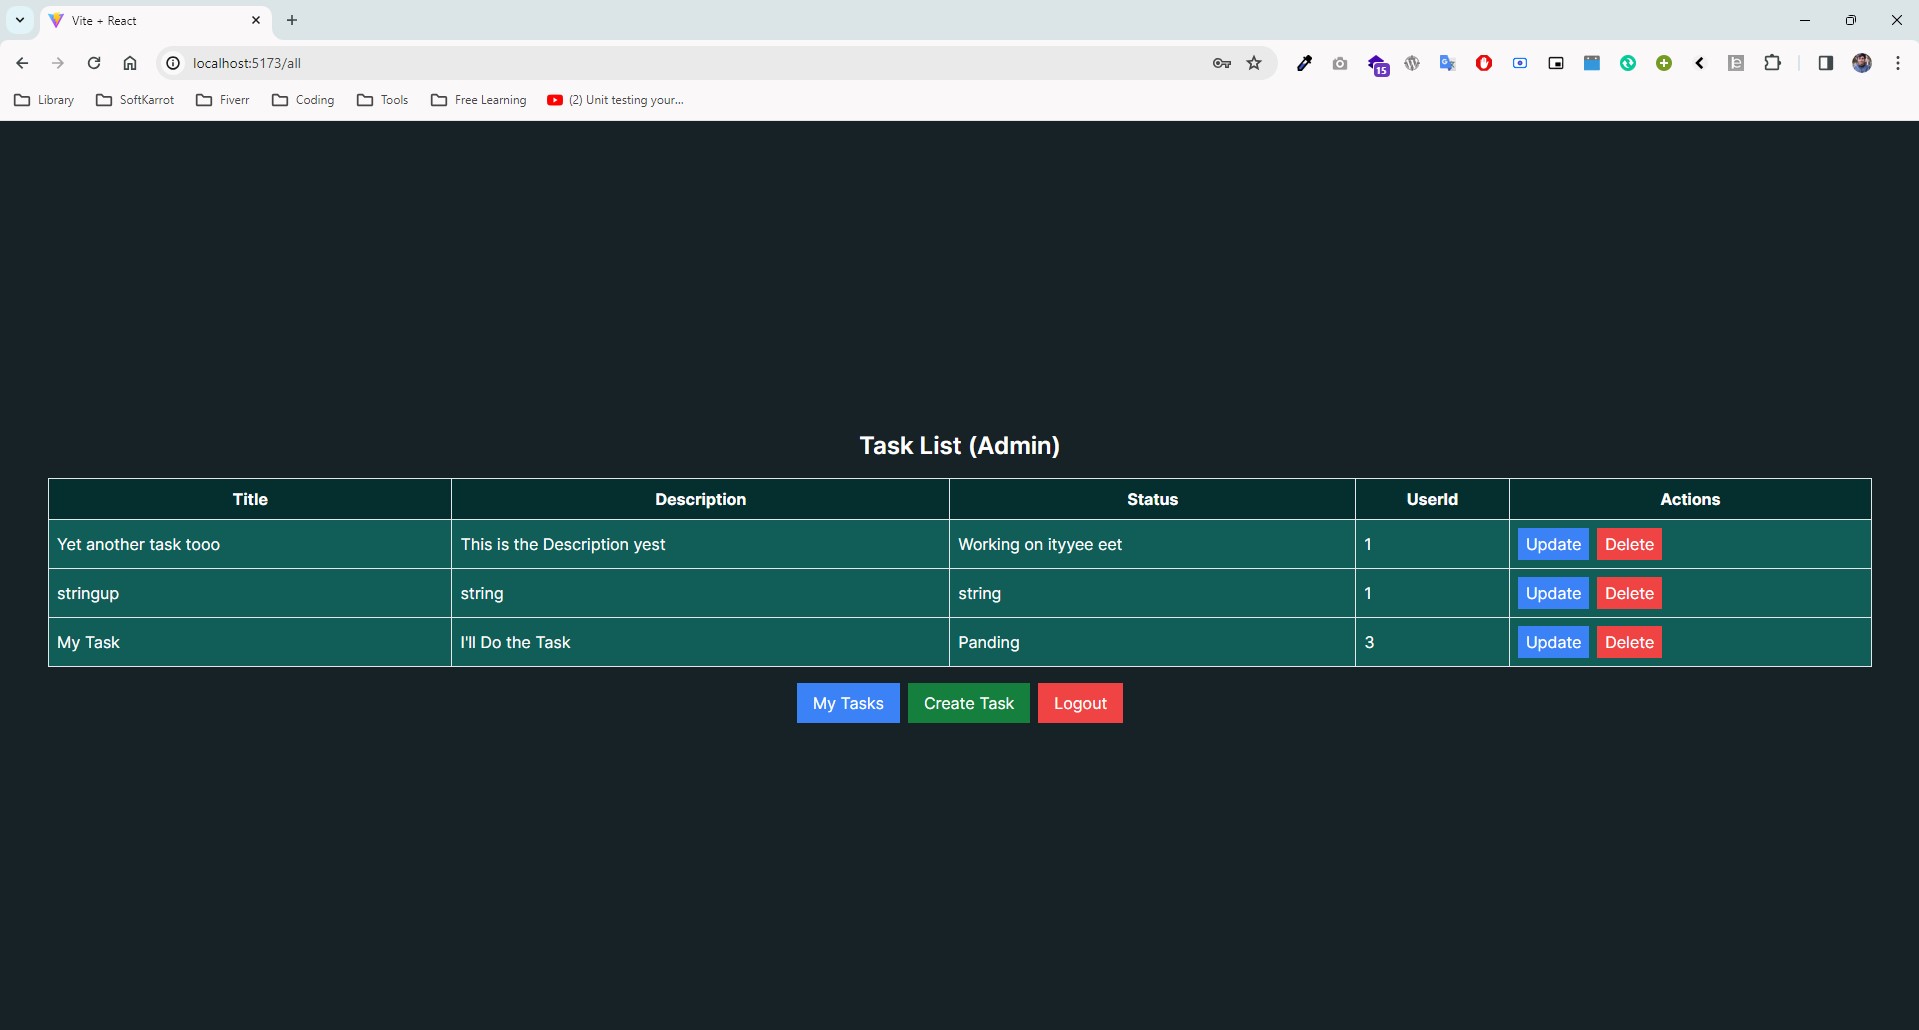 Vite + React
localhost:5173/all
15
Library SoftKarrot Fiverr Coding Tools Free Learning (2) Unit testing your...
Task List (Admin)
Title Description Status UserId Actions
Yet another task tooo This is the Description yest Working on ityyee eet 1 Update Delete
stringup string string 1 Update Delete
My Task I'll Do the Task Panding 3 Update Delete
My Tasks Create Task Logout